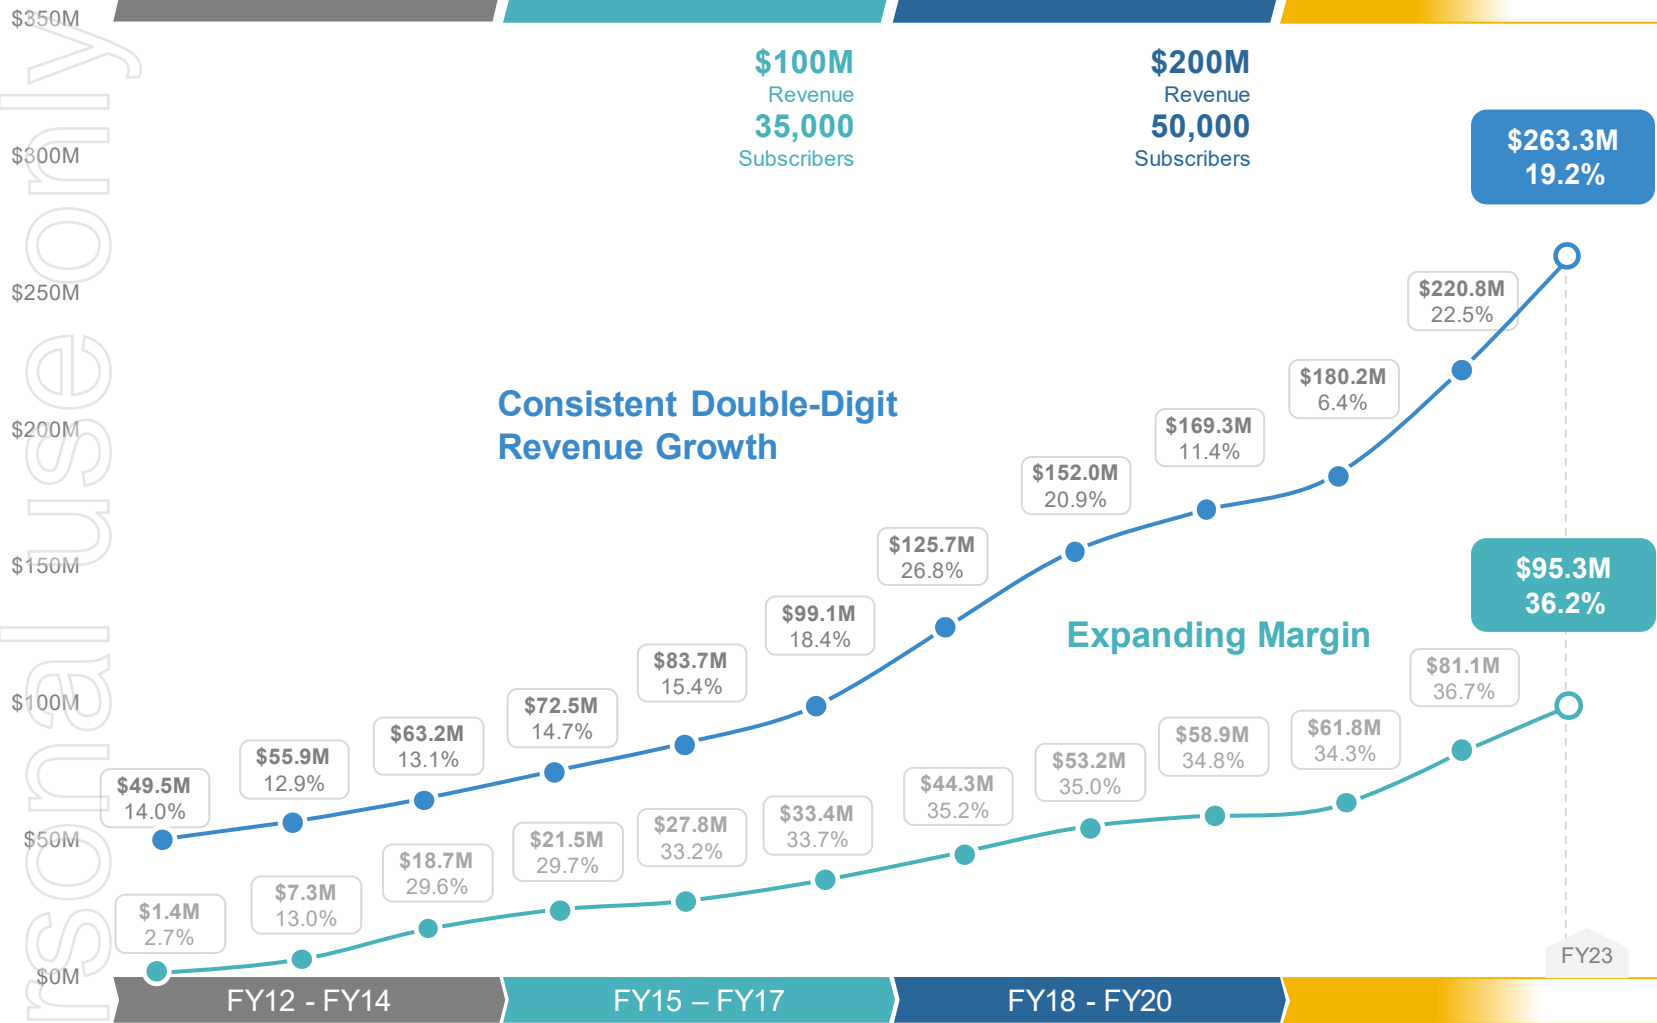 $350M
$300M
$250M
$200M
$150M
$100M
$50M
$0M
rsonal use only
$100M
Revenue
35,000
Subscribers
$200M
Revenue
50,000
Subscribers
$263.3M
19.2%
Consistent Double-Digit
Revenue Growth
$49.5M
14.0%
$55.9M
12.9%
$63.2M
13.1%
$72.5M
14.7%
$83.7M
15.4%
$99.1M
18.4%
$125.7M
26.8%
$152.0M
20.9%
$169.3M
11.4%
$180.2M
6.4%
$220.8M
22.5%
Expanding Margin
$95.3M
36.2%
$1.4M
2.7%
$7.3M
13.0%
$18.7M
29.6%
$21.5M
29.7%
$27.8M
33.2%
$33.4M
33.7%
$44.3M
35.2%
$53.2M
35.0%
$58.9M
34.8%
$61.8M
34.3%
$81.1M
36.7%
FY23
FY12 - FY14
FY15 – FY17
FY18 - FY20